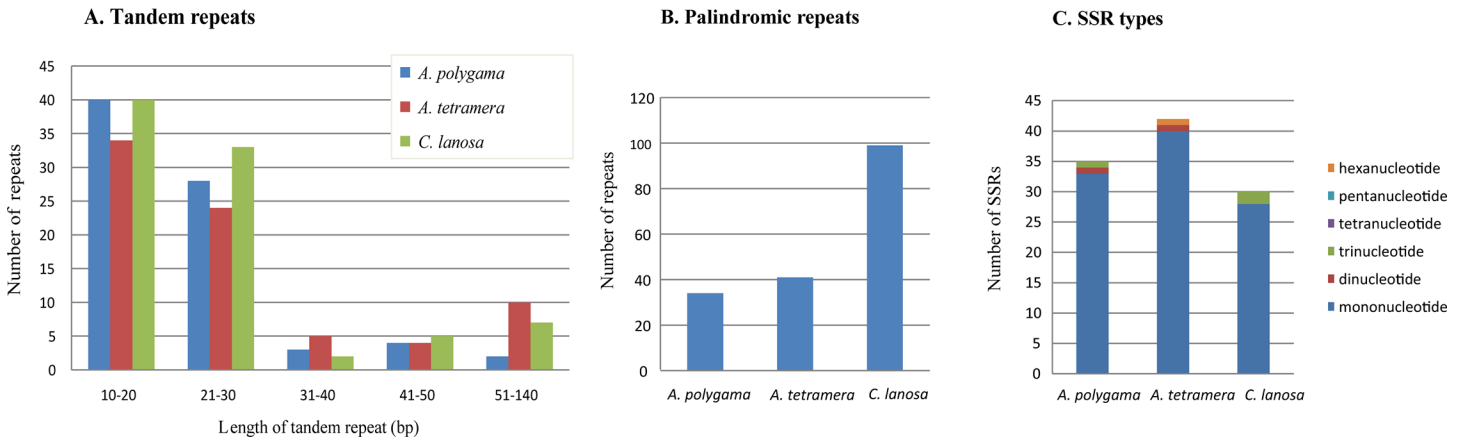 A. Tandem repeats
45
40
35
30
25
20
15
10
5
0
Number of repeats
A. polygama
A. tetramera
C. lanosa
10-20
21-30
31-40
41-50
51-140
Length of tandem repeat (bp)
B. Palindromic repeats
120
100
80
60
40
20
0
Number of repeats
A. polygama
A. tetramera
C. lanosa
C. SSR types
45
40
35
30
25
20
15
10
5
0
Number of SSRs
A. polygama
A. tetramera
C. lanosa
hexanucleotide
pentanucleotide
tetranucleotide
trinucleotide
dinucleotide
mononucleotide